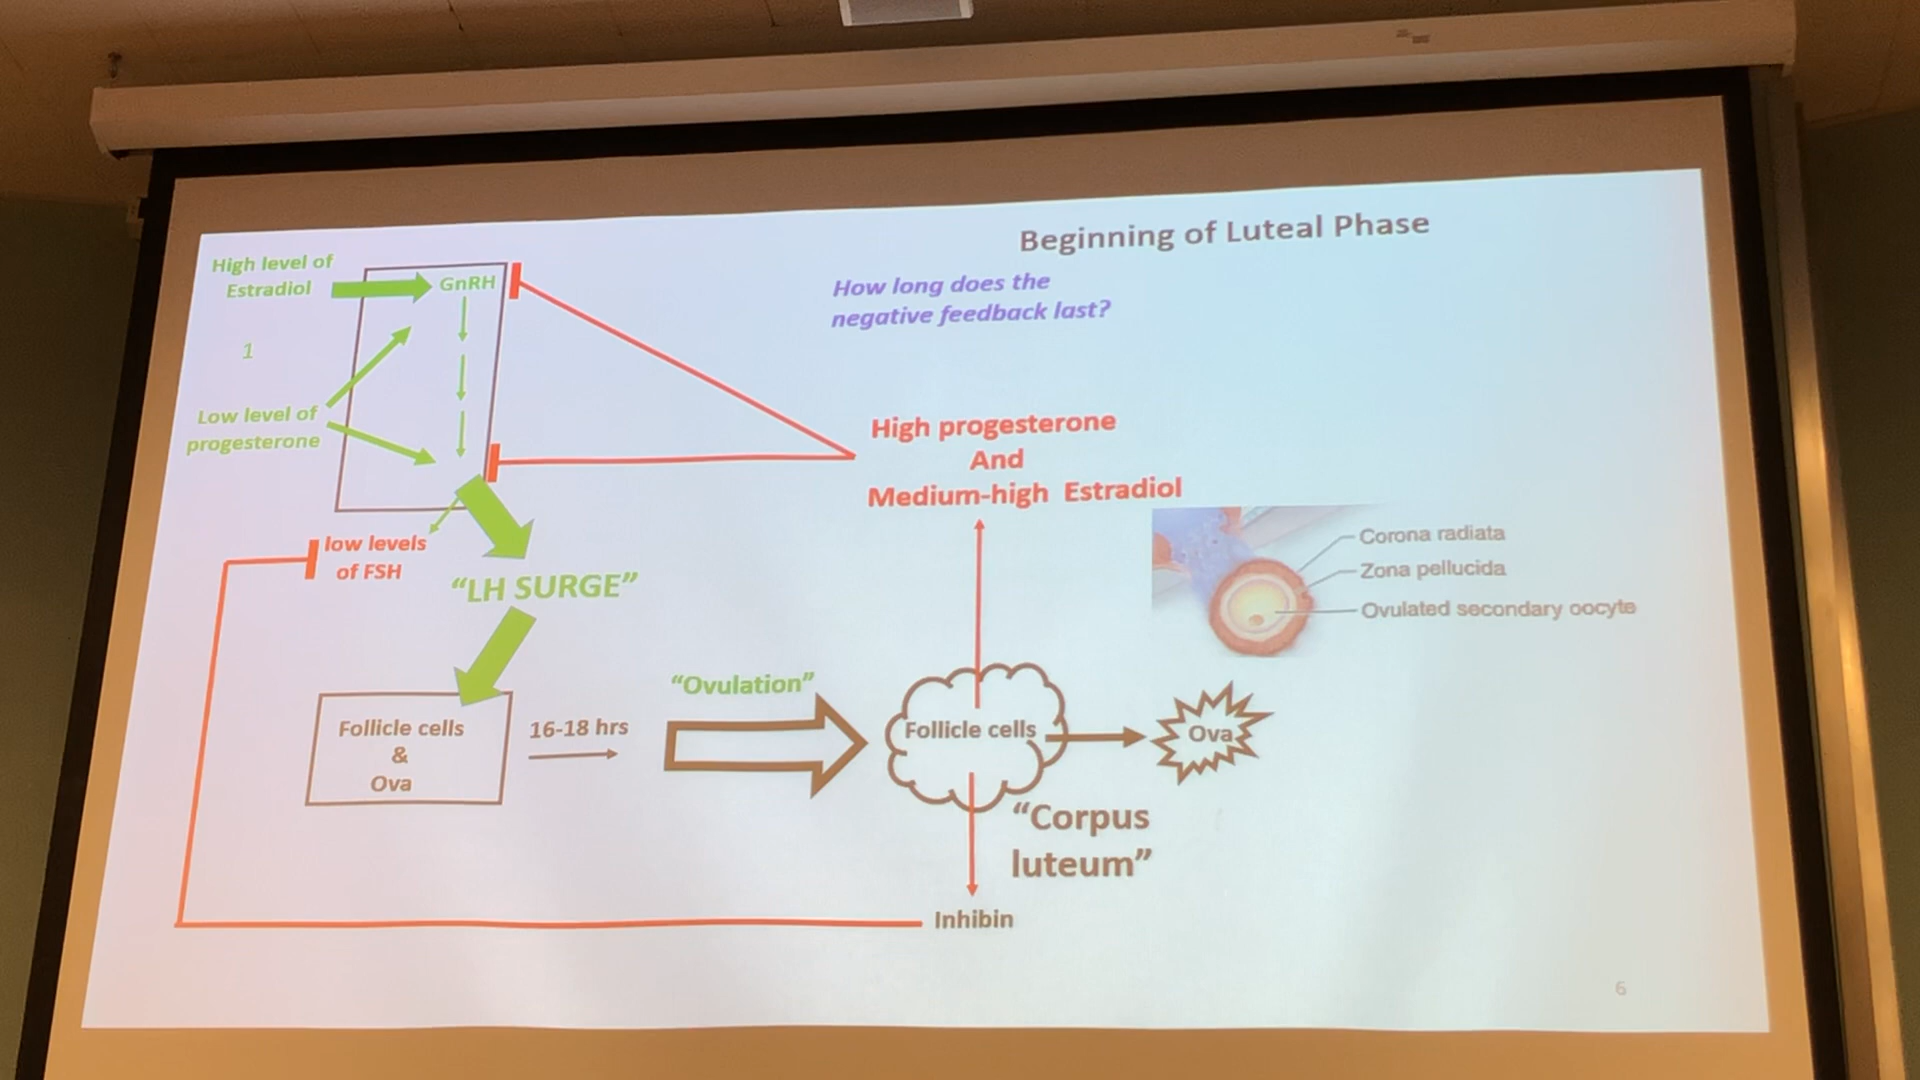 Beginning of Luteal Phase
High level of
Estradiol
GnRH
How long does the
negative feedback last?
1
Low level of
progesterone
High progesterone
And
Medium-high Estradiol
low levels
of FSH
“LH SURGE”
Corona radiata
Zona pellucida
Ovulated secondary oocyte
Follicle cells
&
Ova
16-18 hrs
“Ovulation”
Follicle cells
Ova
“Corpus
luteum”
Inhibin
6